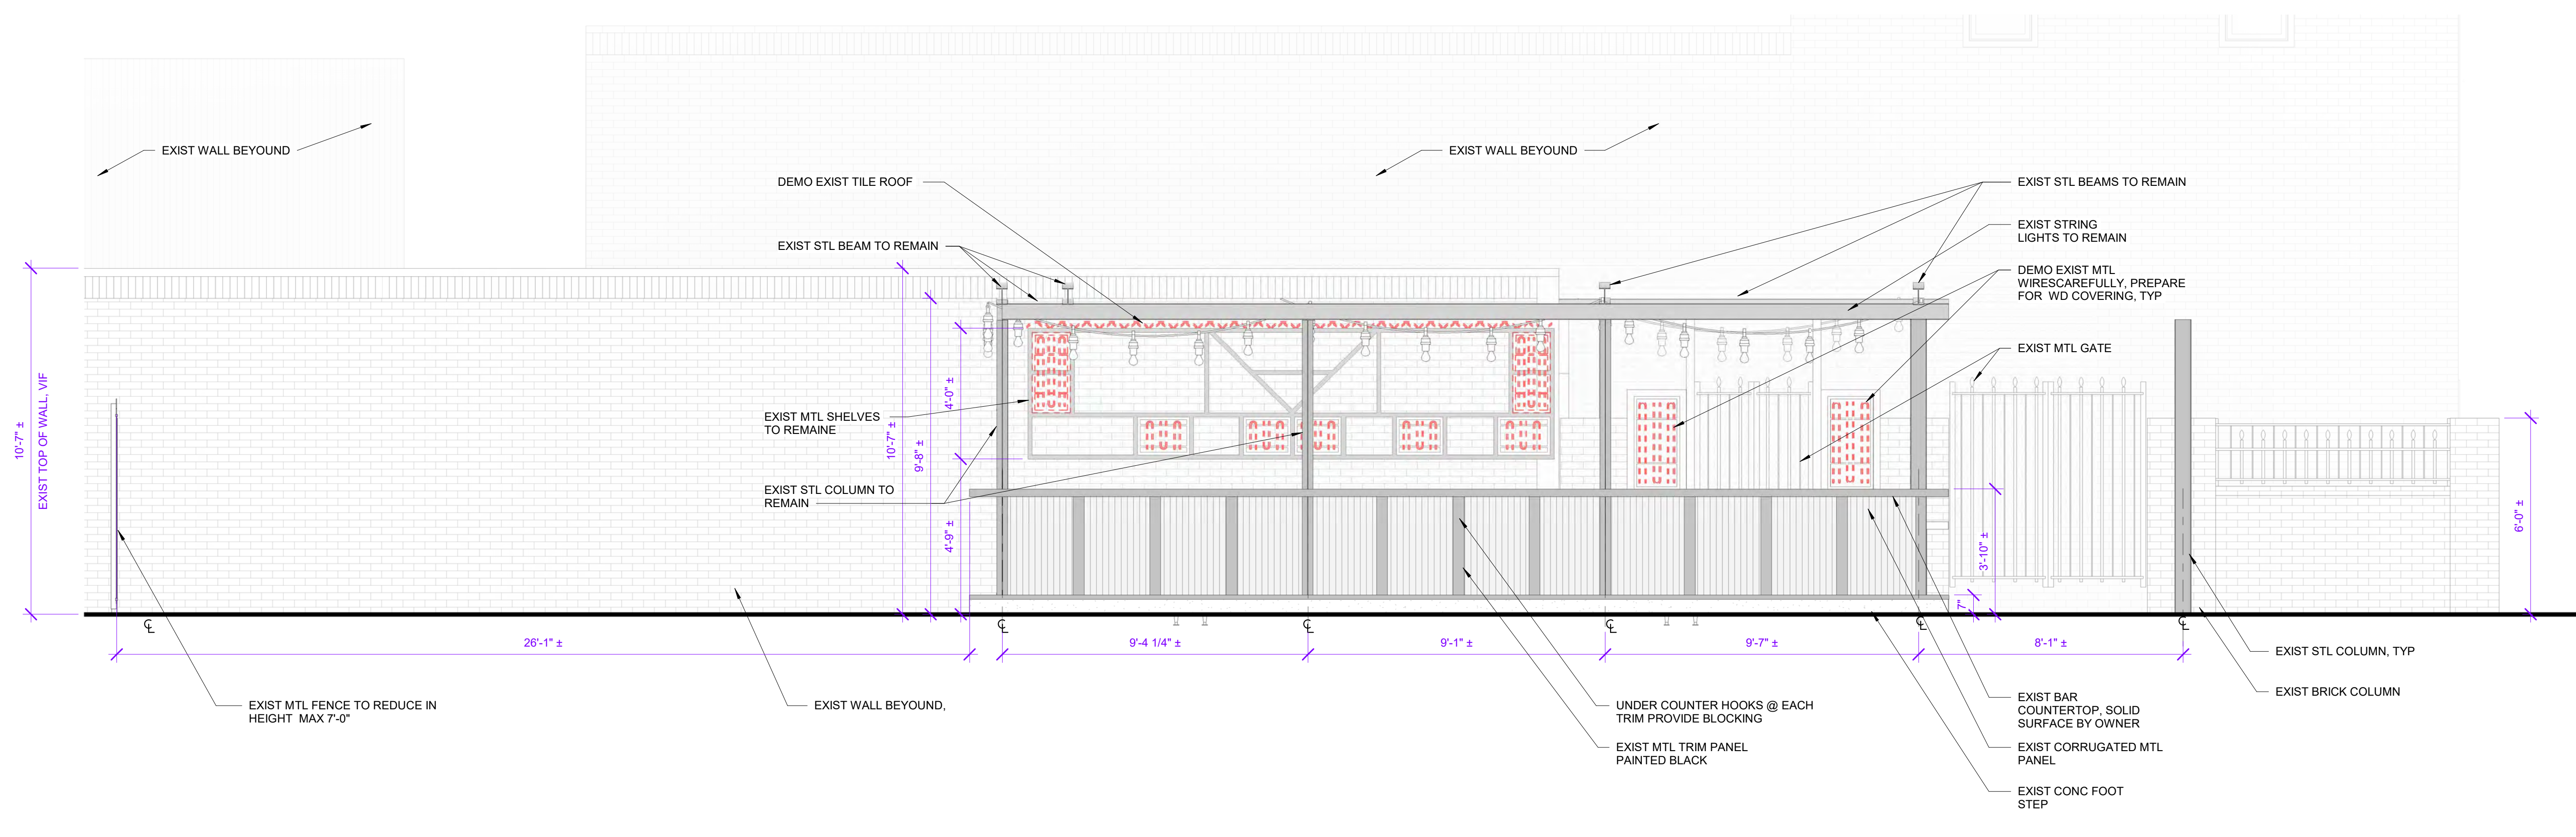 EXIST WALL BEYOUND
EXIST WALL BEYOUND
DEMO EXIST TILE ROOF
EXIST STL BEAMS TO REMAIN
EXIST STRING
LIGHTS TO REMAIN
EXIST STL BEAM TO REMAIN
DEMO EXIST MTL
WIRESCAREFULLY, PREPARE
FOR WD COVERING, TYP
EXIST MTL GATE
10'-7" ±
EXIST TOP OF WALL, VIF
10'-7" ±
9'-8" ±
4'-0" ±
4'-9" ±
EXIST MTL SHELVES
TO REMAINE
EXIST STL COLUMN TO
REMAIN
3'-10" ±
7"
6'-0" ±
℄
℄
℄
℄
℄
℄
26'-1" ±
9'-4 1/4" ±
9'-1" ±
9'-7" ±
8'-1" ±
EXIST STL COLUMN, TYP
EXIST BRICK COLUMN
EXIST MTL FENCE TO REDUCE IN
HEIGHT MAX 7'-0"
EXIST WALL BEYOUND,
UNDER COUNTER HOOKS @ EACH
TRIM PROVIDE BLOCKING
EXIST MTL TRIM PANEL
PAINTED BLACK
EXIST BAR
COUNTERTOP, SOLID
SURFACE BY OWNER
EXIST CORRUGATED MTL
PANEL
EXIST CONC FOOT
STEP